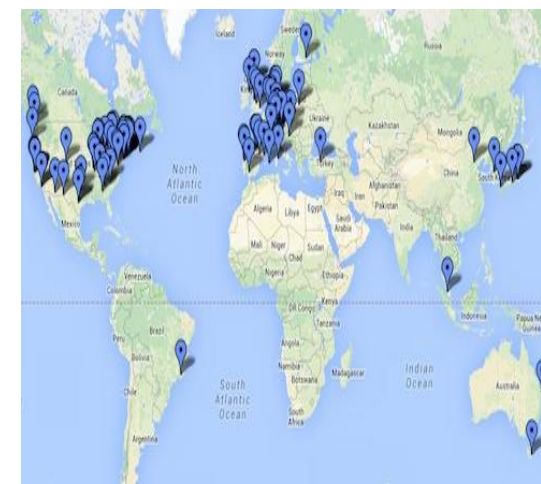 Iceland
Sweden
Norway
Russia
Canada
Ukraine
Kazakhstan
Mongolia
North
Atlantic
Ocean
Turkey
China
South Korea
Iraq
Iran
Afghanistan
Pakistan
Algeria
Libya
Egypt
Saudi
Arabia
India
Mexico
Mali
Niger
Sudan
Chad
Thailand
Nigeria
Ethiopia
Venezuela
Colombia
Kenya
DR Congo
Indonesia
Papua New
Guinea
Tanzania
Brazil
Peru
Angola
Bolivia
Namibia
Botswana
Madagascar
Indian
Ocean
Australia
Chile
South
Atlantic
Ocean
South
Africa
Argentina